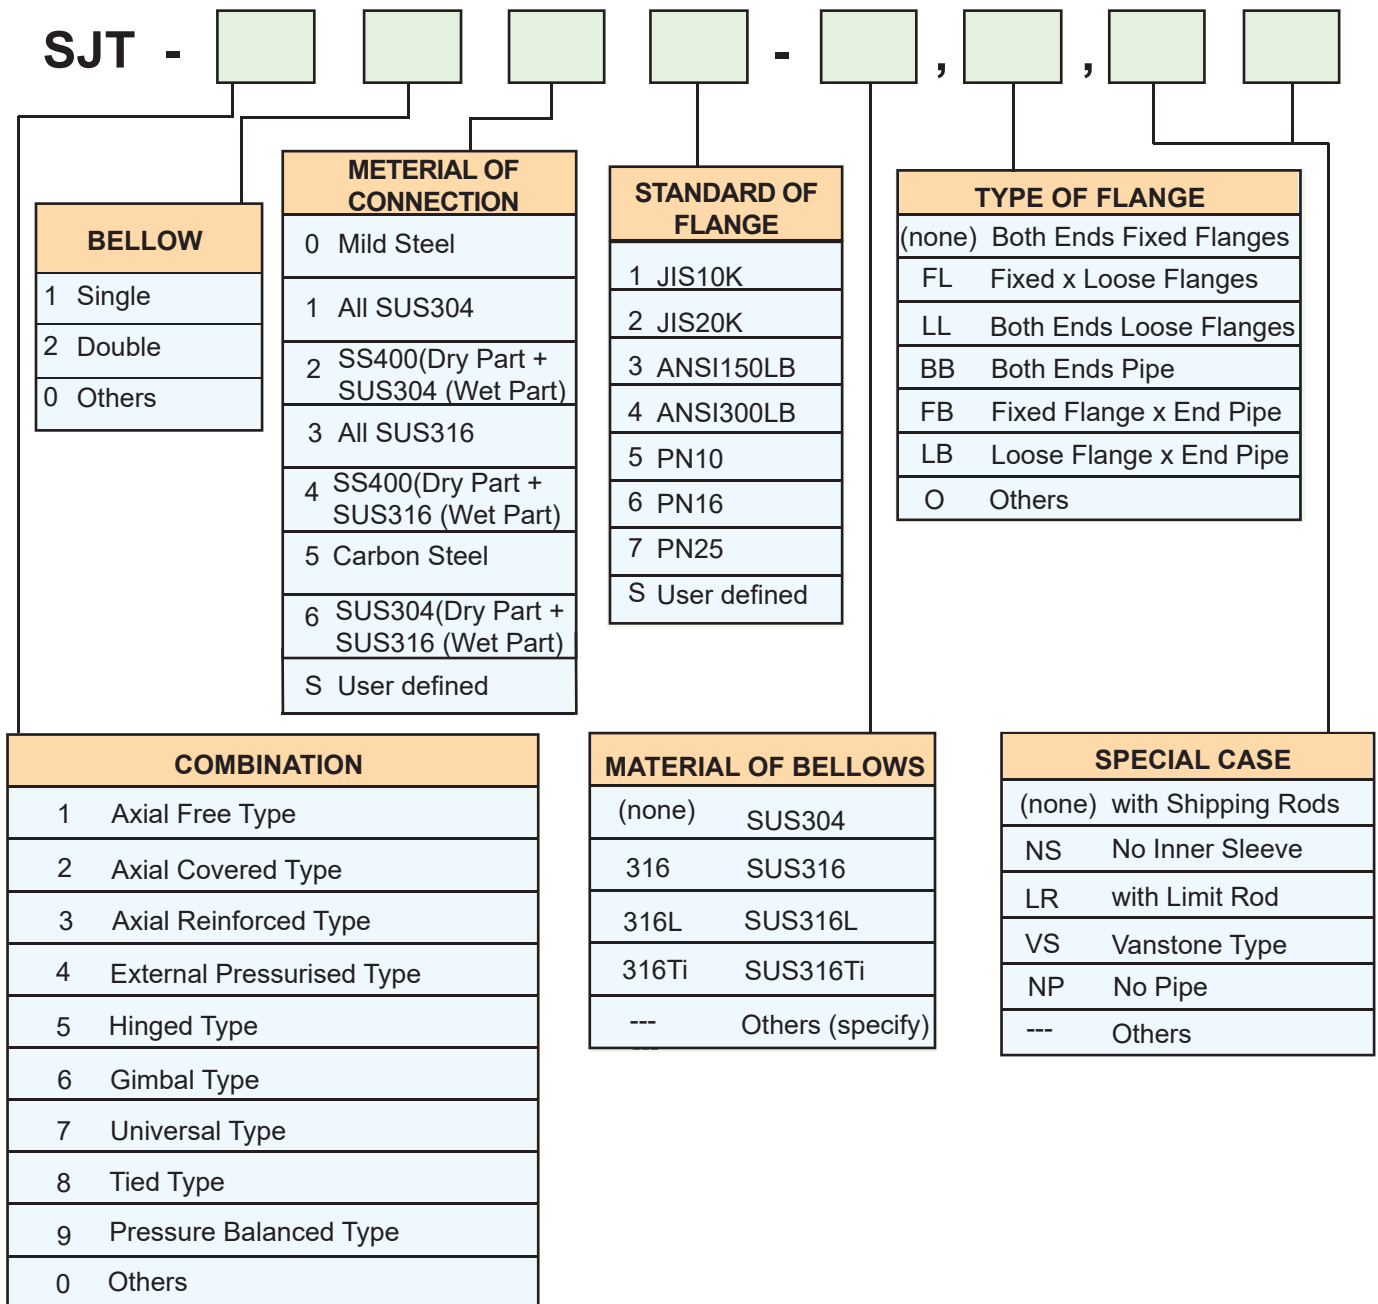 SJT - - , ,
BELLOW
1 Single
2 Double
0 Others
METERIAL OF
CONNECTION
0 Mild Steel
1 All SUS304
2 SS400(Dry Part +
SUS304 (Wet Part)
3 All SUS316
4 SS400(Dry Part +
SUS316 (Wet Part)
5 Carbon Steel
6 SUS304(Dry Part +
SUS316 (Wet Part)
S User defined
STANDARD OF
FLANGE
1 JIS10K
2 JIS20K
3 ANSI150LB
4 ANSI300LB
5 PN10
6 PN16
7 PN25
S User defined
TYPE OF FLANGE
(none) Both Ends Fixed Flanges
FL Fixed x Loose Flanges
LL Both Ends Loose Flanges
BB Both Ends Pipe
FB Fixed Flange x End Pipe
LB Loose Flange x End Pipe
O Others
COMBINATION
1 Axial Free Type
2 Axial Covered Type
3 Axial Reinforced Type
4 External Pressurised Type
5 Hinged Type
6 Gimbal Type
7 Universal Type
8 Tied Type
9 Pressure Balanced Type
0 Others
MATERIAL OF BELLOWS
(none) SUS304
316 SUS316
316L SUS316L
316Ti SUS316Ti
--- Others (specify)
---
SPECIAL CASE
(none) with Shipping Rods
NS No Inner Sleeve
LR with Limit Rod
VS Vanstone Type
NP No Pipe
--- Others